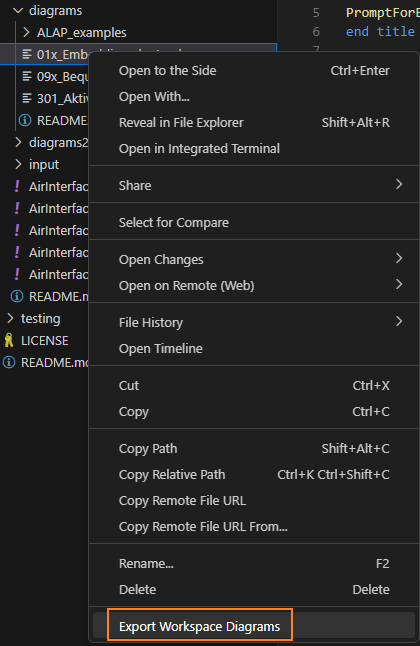 diagrams
ALAP_examples
5 PromptForE
6 end title
7
01x_Emb
09x_Bequ
301_Aktiv
README.
diagrams2
input
AirInterfac
AirInterfac
AirInterfac
AirInterfac
AirInterfac
README.m
testing
LICENSE
README.md
Open to the Side Ctrl+Enter
Open With...
Reveal in File Explorer Shift+Alt+R
Open in Integrated Terminal
Share
Select for Compare
Open Changes
Open on Remote (Web)
File History
Open Timeline
Cut Ctrl+X
Copy Ctrl+C
Copy Path Shift+Alt+C
Copy Relative Path Ctrl+K Ctrl+Shift+C
Copy Remote File URL
Copy Remote File URL From...
Rename... F2
Delete Delete
Export Workspace Diagrams